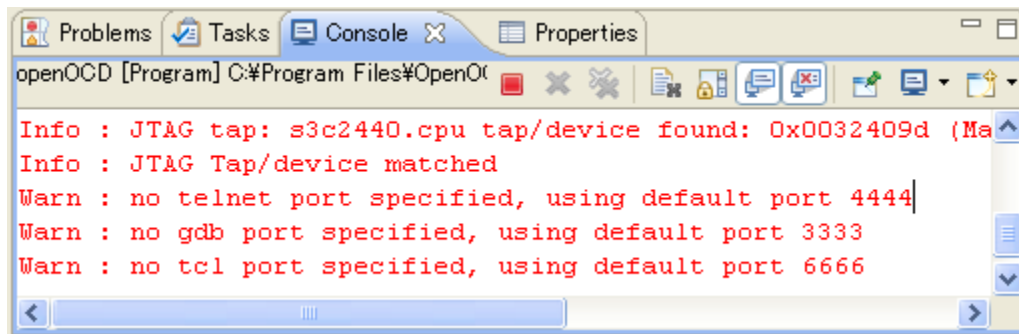 Problems Tasks Console Properties
openOCD [Program] C:¥Program Files¥OpenO(
Info : JTAG tap: s3c2440.cpu tap/device found: 0x0032409d (Ma
Info : JTAG Tap/device matched
Warn : no telnet port specified, using default port 4444
Warn : no gdb port specified, using default port 3333
Warn : no tcl port specified, using default port 6666